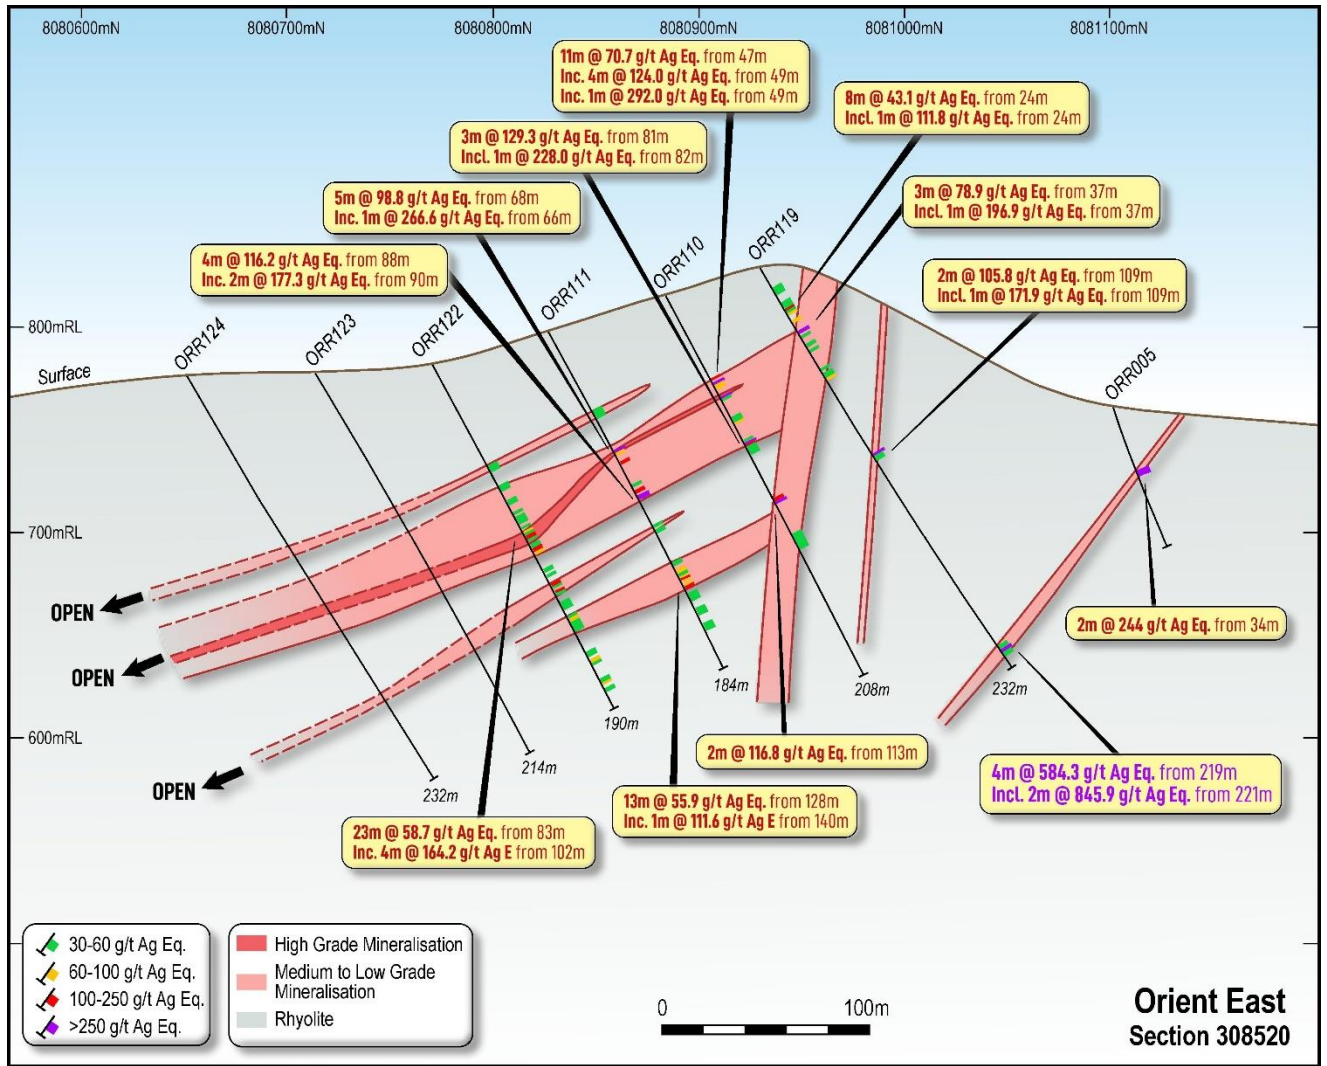 8080600mN
8080700mN
8080800mN
8080900mN
8081000mN
8081100mN
11m @ 70.7 g/t Ag Eq. from 47m
Inc. 4m @ 124.0 g/t Ag Eq. from 49m
Inc. 1m @ 292.0 g/t Ag Eq. from 49m
8m @ 43.1 g/t Ag Eq. from 24m
Incl. 1m @ 111.8 g/t Ag Eq. from 24m
3m @ 129.3 g/t Ag Eq. from 81m
Incl. 1m @ 228.0 g/t Ag Eq. from 82m
5m @ 98.8 g/t Ag Eq. from 68m
Inc. 1m @ 266.6 g/t Ag Eq. from 66m
3m @ 78.9 g/t Ag Eq. from 37m
Incl. 1m @ 196.9 g/t Ag Eq. from 37m
4m @ 116.2 g/t Ag Eq. from 88m
Inc. 2m @ 177.3 g/t Ag Eq. from 90m
2m @ 105.8 g/t Ag Eq. from 109m
Incl. 1m @ 171.9 g/t Ag Eq. from 109m
ORR124
ORR123
ORR122
ORR111
ORR110
ORR119
ORR005
800mRL
Surface
700mRL
600mRL
OPEN
OPEN
OPEN
232m
214m
190m
184m
208m
232m
2m @ 244 g/t Ag Eq. from 34m
2m @ 116.8 g/t Ag Eq. from 113m
4m @ 584.3 g/t Ag Eq. from 219m
Incl. 2m @ 845.9 g/t Ag Eq. from 221m
13m @ 55.9 g/t Ag Eq. from 128m
Inc. 1m @ 111.6 g/t Ag E from 140m
23m @ 58.7 g/t Ag Eq. from 83m
Inc. 4m @ 164.2 g/t Ag E from 102m
30-60 g/t Ag Eq.
60-100 g/t Ag Eq.
100-250 g/t Ag Eq.
>250 g/t Ag Eq.
High Grade Mineralisation
Medium to Low Grade
Mineralisation
Rhyolite
0 100m
Orient East
Section 308520